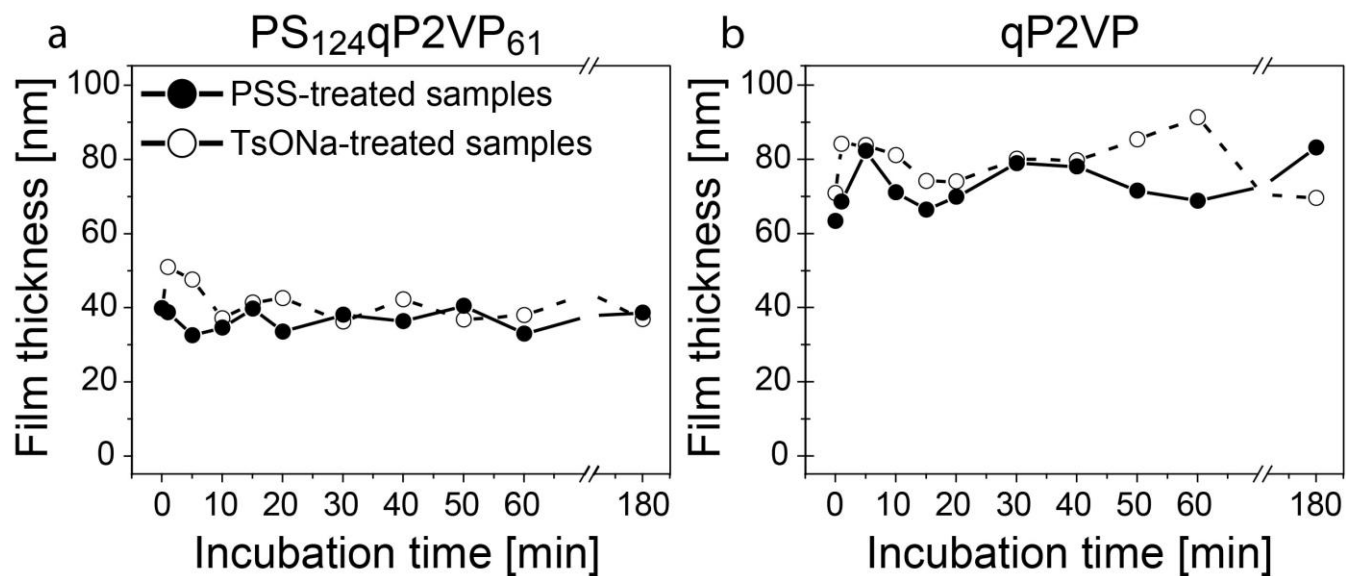 a
PS₁₂₄qP2VP₆₁
Film thickness [nm]
100
80
60
40
20
0
PSS-treated samples
TsONa-treated samples
0 10 20 30 40 50 60 180
Incubation time [min]
b
qP2VP
Film thickness [nm]
100
80
60
40
20
0
0 10 20 30 40 50 60 180
Incubation time [min]